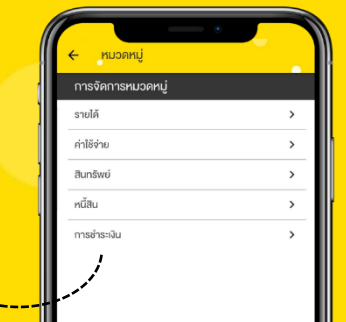 หมวดหมู่
การจัดการหมวดหมู่
รายได้
ค่าใช้จ่าย
สินทรัพย์
หนี้สิน
การชำระเงิน